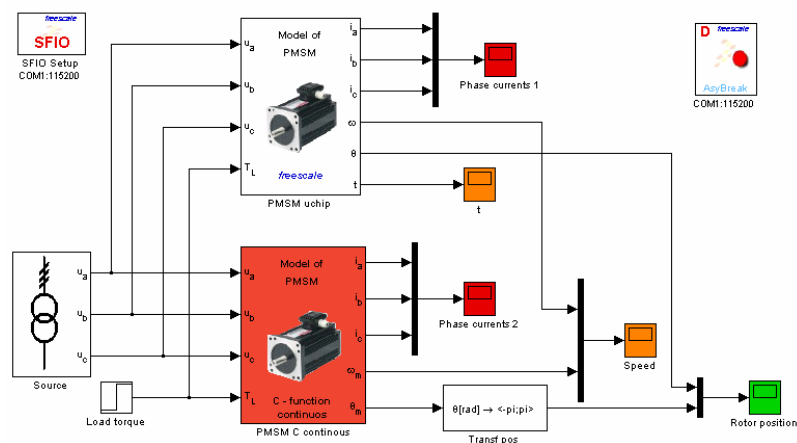 freescale
SFIO
SFIO Setup
COM1:115200
Model of
PMSM
u_a
u_b
u_c
T_L
i_a
i_b
i_c
ω
θ
t
freescale
PMSM uchip
Phase currents 1
D freescale
AsyBreak
COM1:115200
t
u_a
u_b
u_c
Source
Load torque
Model of
PMSM
u_a
u_b
u_c
T_L
i_a
i_b
i_c
ω_m
θ_m
C - function
continuos
PMSM C continous
Phase currents 2
θ[rad] → <-pi;pi>
Transf pos
Speed
Rotor position